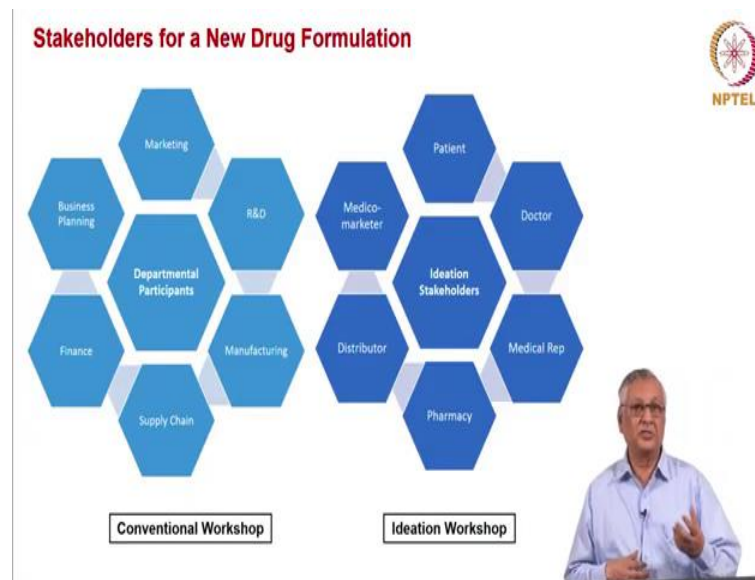 Stakeholders for a New Drug Formulation
NPTEL
Marketing
R&D
Manufacturing
Supply Chain
Finance
Business
Planning
Departmental
Participants
Conventional Workshop
Patient
Doctor
Medical Rep
Pharmacy
Distributor
Medico-
marketer
Ideation
Stakeholders
Ideation Workshop